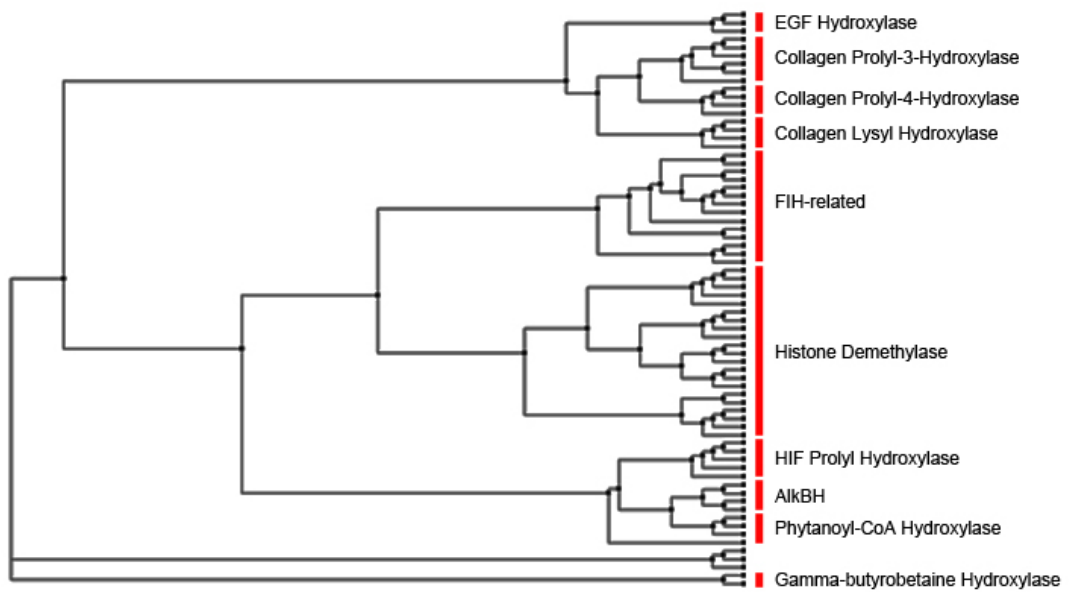 EGF Hydroxylase
Collagen Prolyl-3-Hydroxylase
Collagen Prolyl-4-Hydroxylase
Collagen Lysyl Hydroxylase
FIH-related
Histone Demethylase
HIF Prolyl Hydroxylase
AlkBH
Phytanoyl-CoA Hydroxylase
Gamma-butyrobetaine Hydroxylase